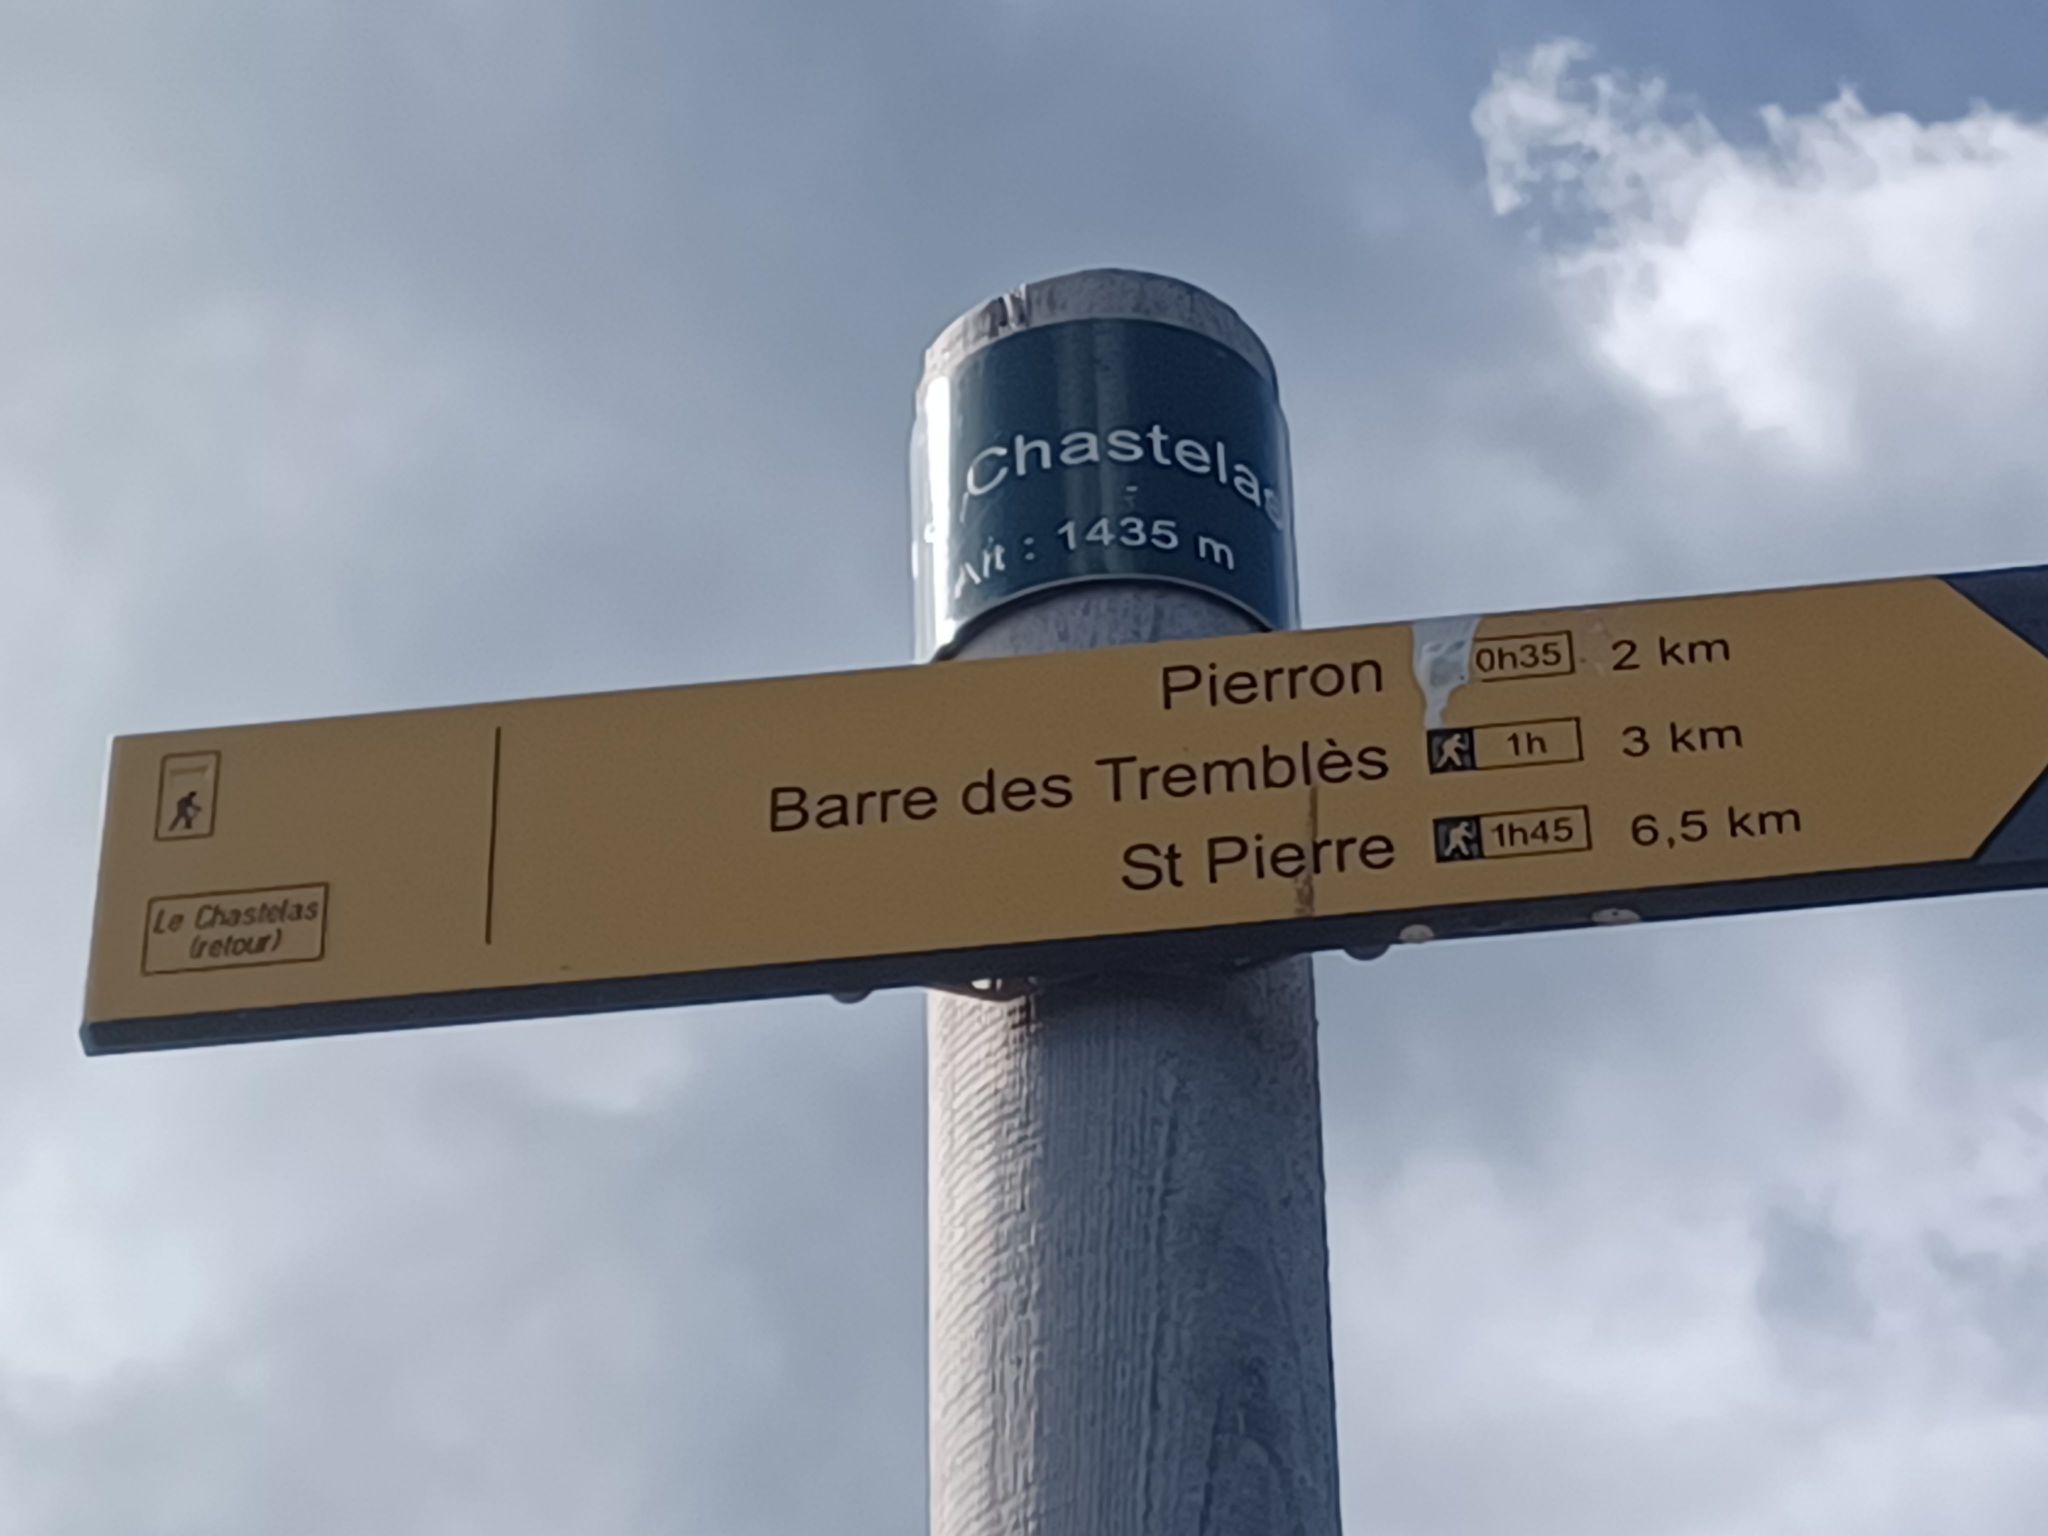 Chastelas
Alt : 1435 m
Pierron 0h35 2 km
Barre des Tremblès 1h 3 km
St Pierre 1h45 6,5 km
Le Chastelas
(retour)